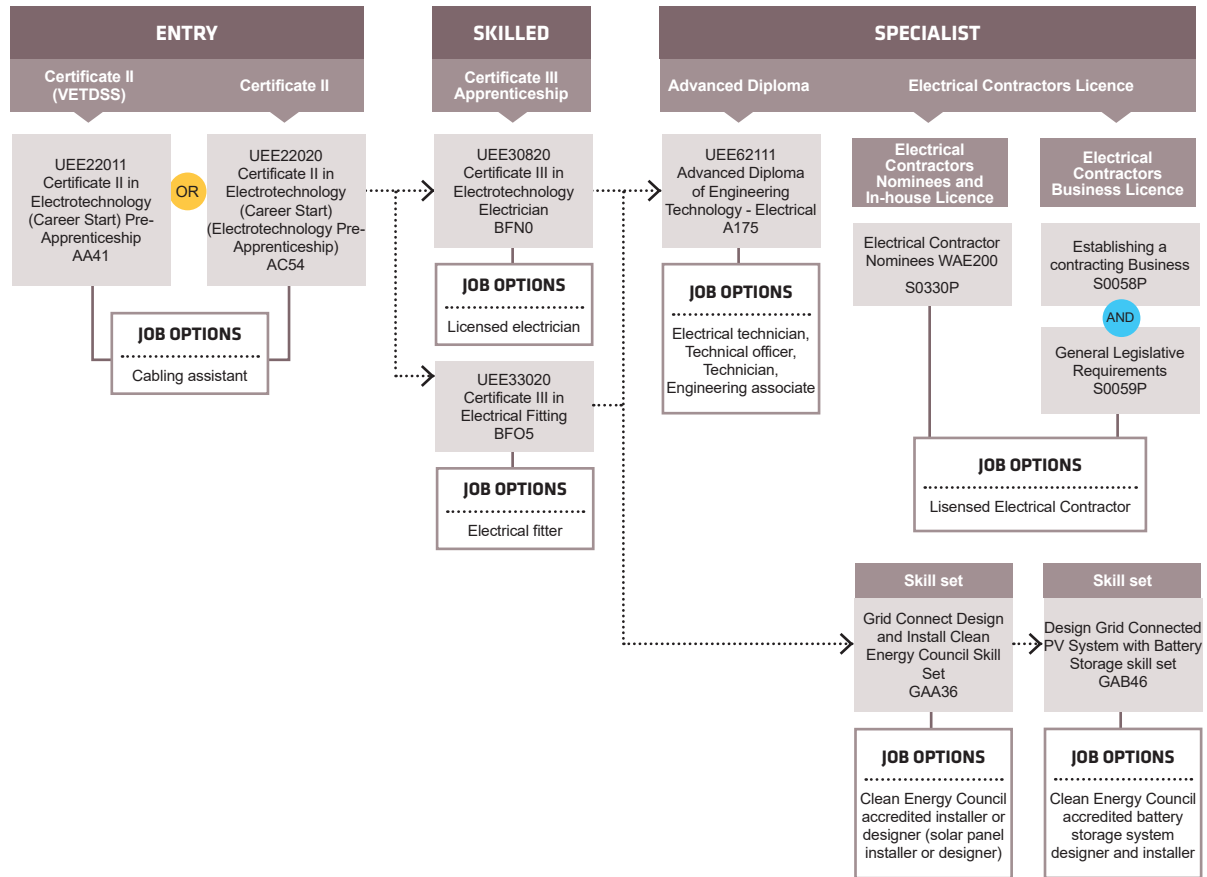 ENTRY
SKILLED
SPECIALIST
Certificate II
(VETDSS)
Certificate II
Certificate III
Apprenticeship
Advanced Diploma
Electrical Contractors Licence
UEE22011
Certificate II in
Electrotechnology
(Career Start) Pre-
Apprenticeship
AA41
OR
UEE22020
Certificate II in
Electrotechnology
(Career Start)
(Electrotechnology Pre-
Apprenticeship)
AC54
JOB OPTIONS
Cabling assistant
UEE30820
Certificate III in
Electrotechnology
Electrician
BFN0
JOB OPTIONS
Licensed electrician
UEE33020
Certificate III in
Electrical Fitting
BFO5
JOB OPTIONS
Electrical fitter
UEE62111
Advanced Diploma
of Engineering
Technology - Electrical
A175
JOB OPTIONS
Electrical technician,
Technical officer,
Technician,
Engineering associate
Electrical
Contractors
Nominees and
In-house Licence
Electrical Contractor
Nominees WAE200
S0330P
Electrical
Contractors
Business Licence
Establishing a
contracting Business
S0058P
AND
General Legislative
Requirements
S0059P
JOB OPTIONS
Lisensed Electrical Contractor
Skill set
Grid Connect Design
and Install Clean
Energy Council Skill
Set
GAA36
JOB OPTIONS
Clean Energy Council
accredited installer or
designer (solar panel
installer or designer)
Skill set
Design Grid Connected
PV System with Battery
Storage skill set
GAB46
JOB OPTIONS
Clean Energy Council
accredited battery
storage system
designer and installer